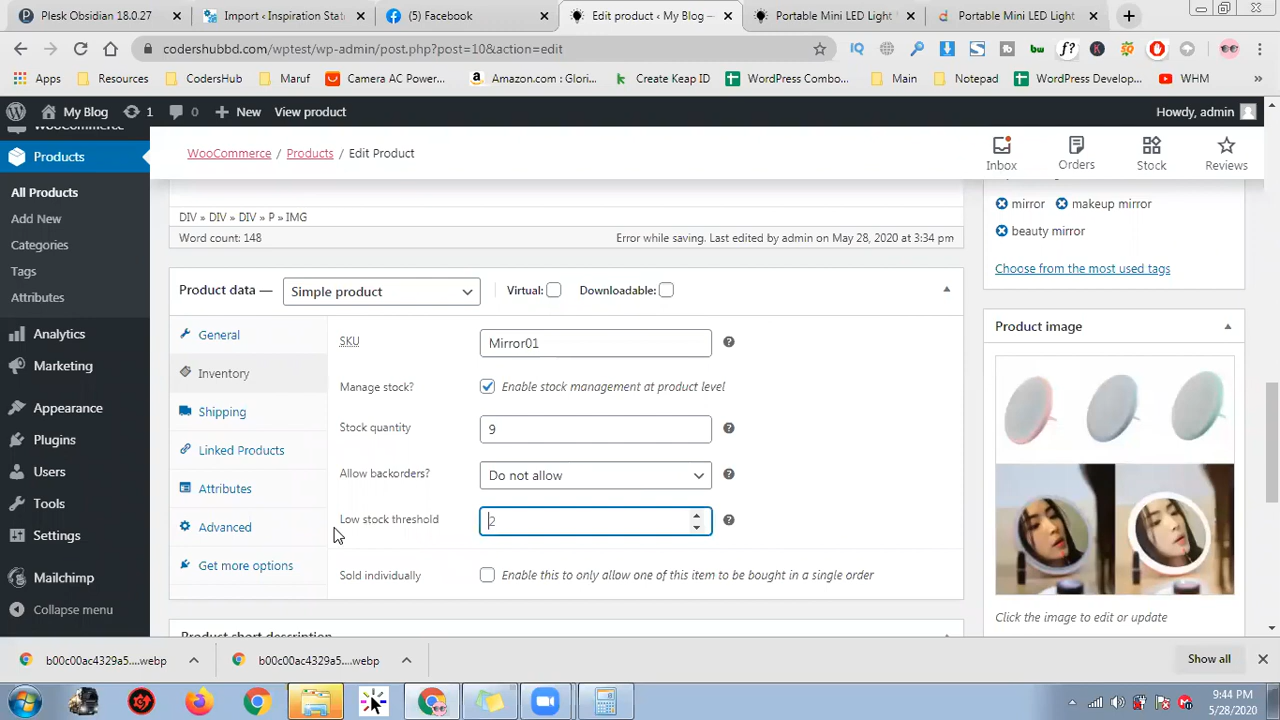 Plesk Obsidian 18.0.27
Import ‹ Inspiration Stati
(8) Facebook
Edit product ‹ My Blog —
Portable Mini LED Light
Portable Mini LED Light
codershubbd.com/wptest/wp-admin/post.php?post=10&action=edit
Apps
Resources
CodersHub
Maruf
Camera AC Powe...
Amazon.com : Glori...
Create Keap ID
WordPress Combo...
Main
Notepad
WordPress Develop...
WHM
My Blog
1
0
New
View product
Howdy, admin
WooCommerce
Products
All Products
Add New
Categories
Tags
Attributes
Analytics
Marketing
Appearance
Plugins
Users
Tools
Settings
Mailchimp
Collapse menu
WooCommerce / Products / Edit Product
Inbox
Orders
Stock
Reviews
DIV » DIV » DIV » P » IMG
Word count: 148
Error while saving. Last edited by admin on May 28, 2020 at 3:34 pm
Product data —
Simple product
Virtual:
Downloadable:
General
Inventory
Shipping
Linked Products
Attributes
Advanced
Get more options
SKU
Mirror01
Manage stock?
Enable stock management at product level
Stock quantity
9
Allow backorders?
Do not allow
Low stock threshold
2
Sold individually
Enable this to only allow one of this item to be bought in a single order
Product short description
mirror
makeup mirror
beauty mirror
Choose from the most used tags
Product image
Click the image to edit or update
b00c00ac4329a5....webp
b00c00ac4329a5....webp
Show all
9:44 PM
5/28/2020